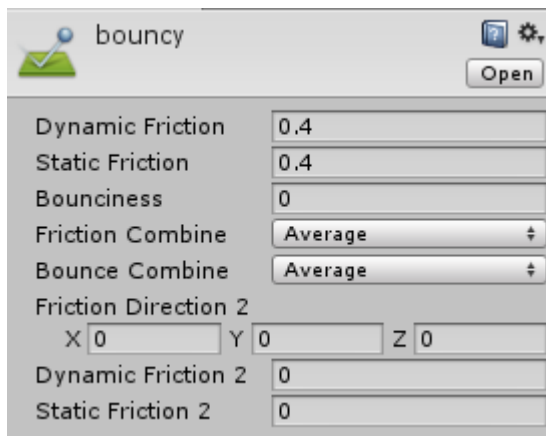 bouncy
Open
Dynamic Friction 0.4
Static Friction 0.4
Bounciness 0
Friction Combine Average
Bounce Combine Average
Friction Direction 2
X 0 Y 0 Z 0
Dynamic Friction 2 0
Static Friction 2 0